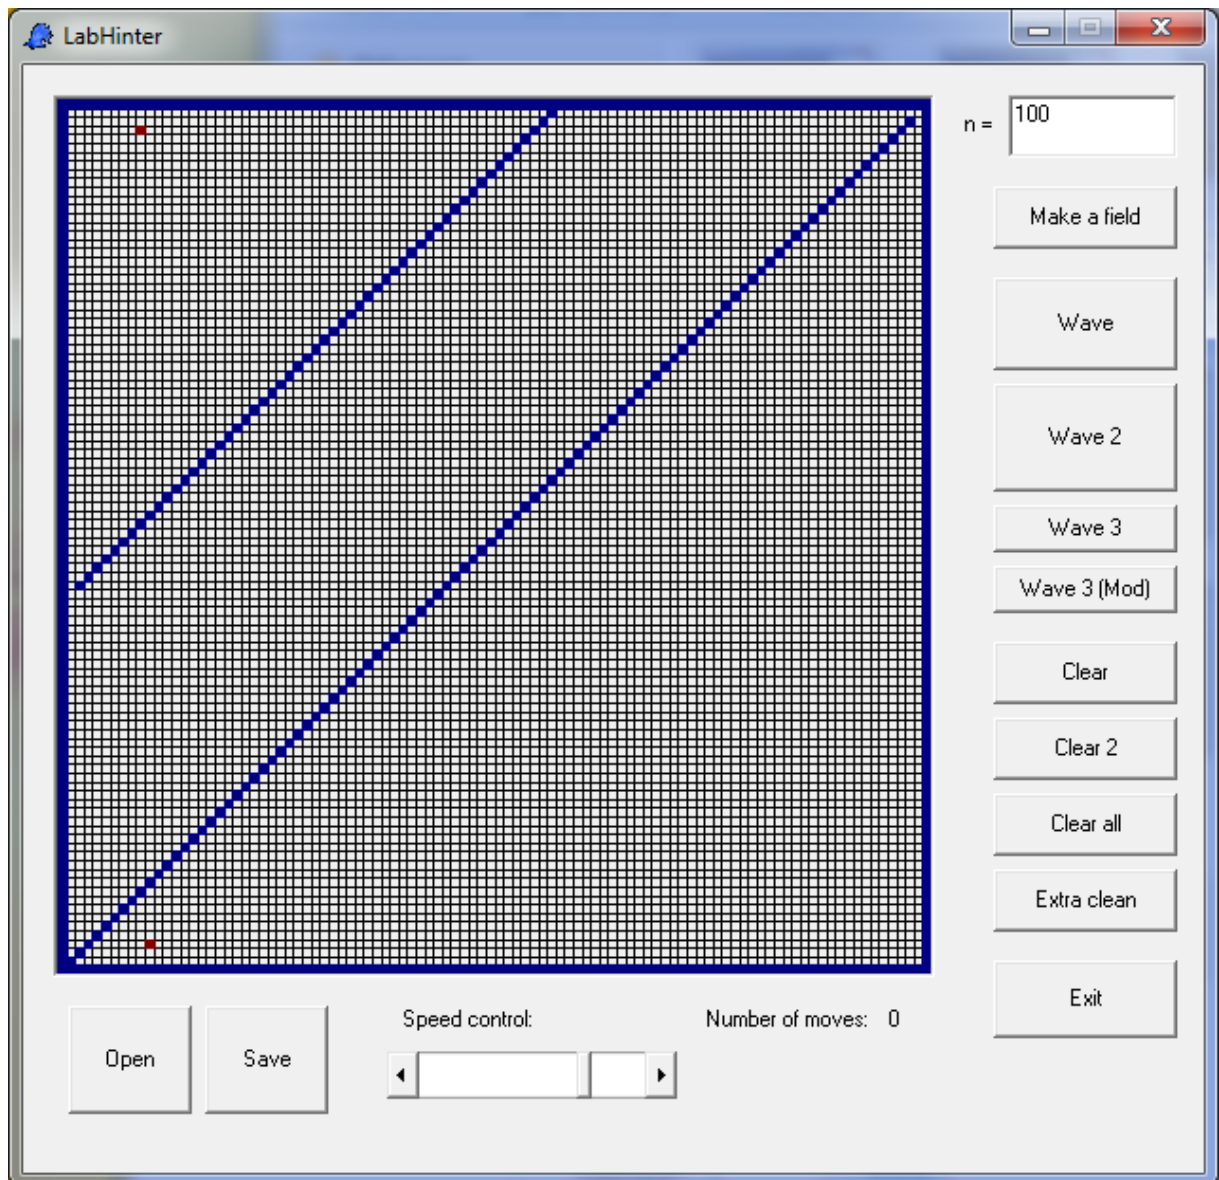 LabHinter
n =
100
Make a field
Wave
Wave 2
Wave 3
Wave 3 (Mod)
Clear
Clear 2
Clear all
Extra clean
Exit
Open
Save
Speed control:
Number of moves: 0